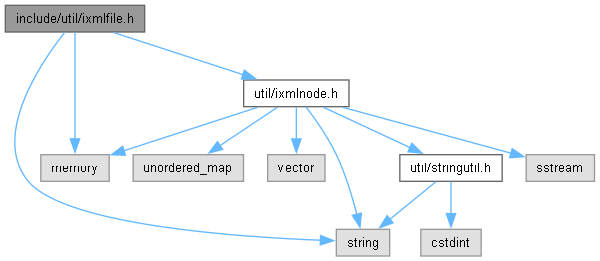 include/util/ixmlfile.h
util/ixmlnode.h
memory
unordered_map
vector
util/stringutil.h
sstream
string
cstdint